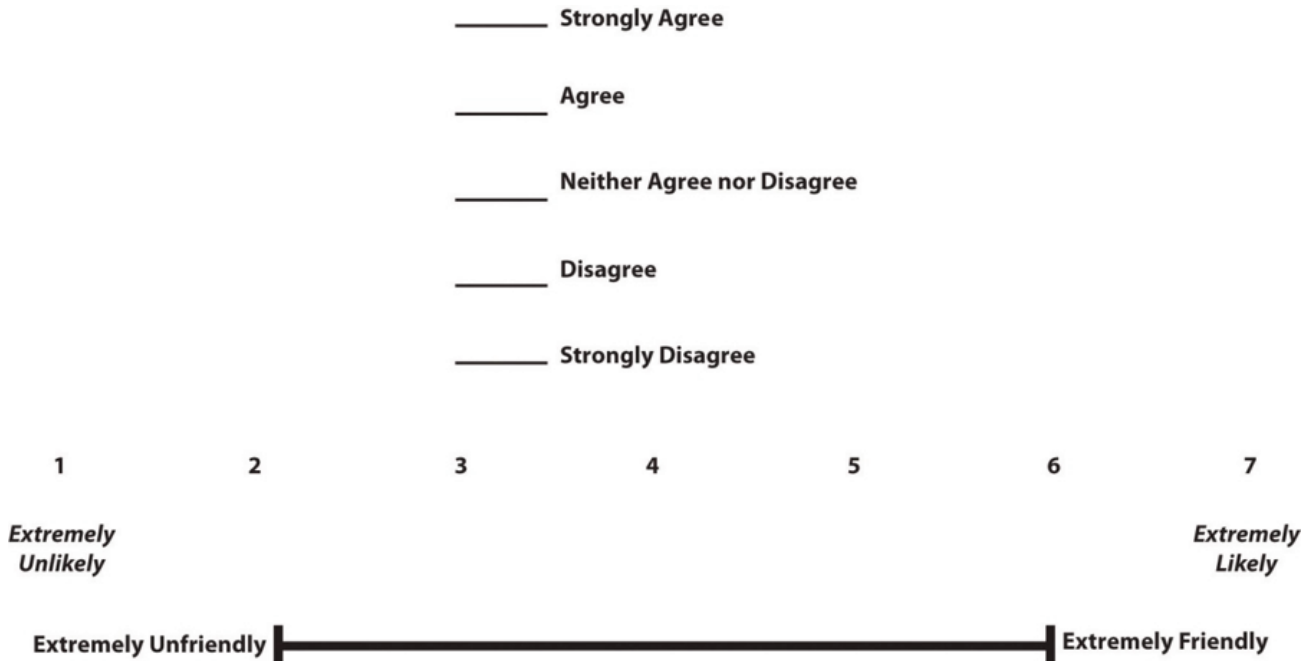 Strongly Agree
Agree
Neither Agree nor Disagree
Disagree
Strongly Disagree
1 2 3 4 5 6 7
Extremely Unlikely
Extremely Likely
Extremely Unfriendly Extremely Friendly